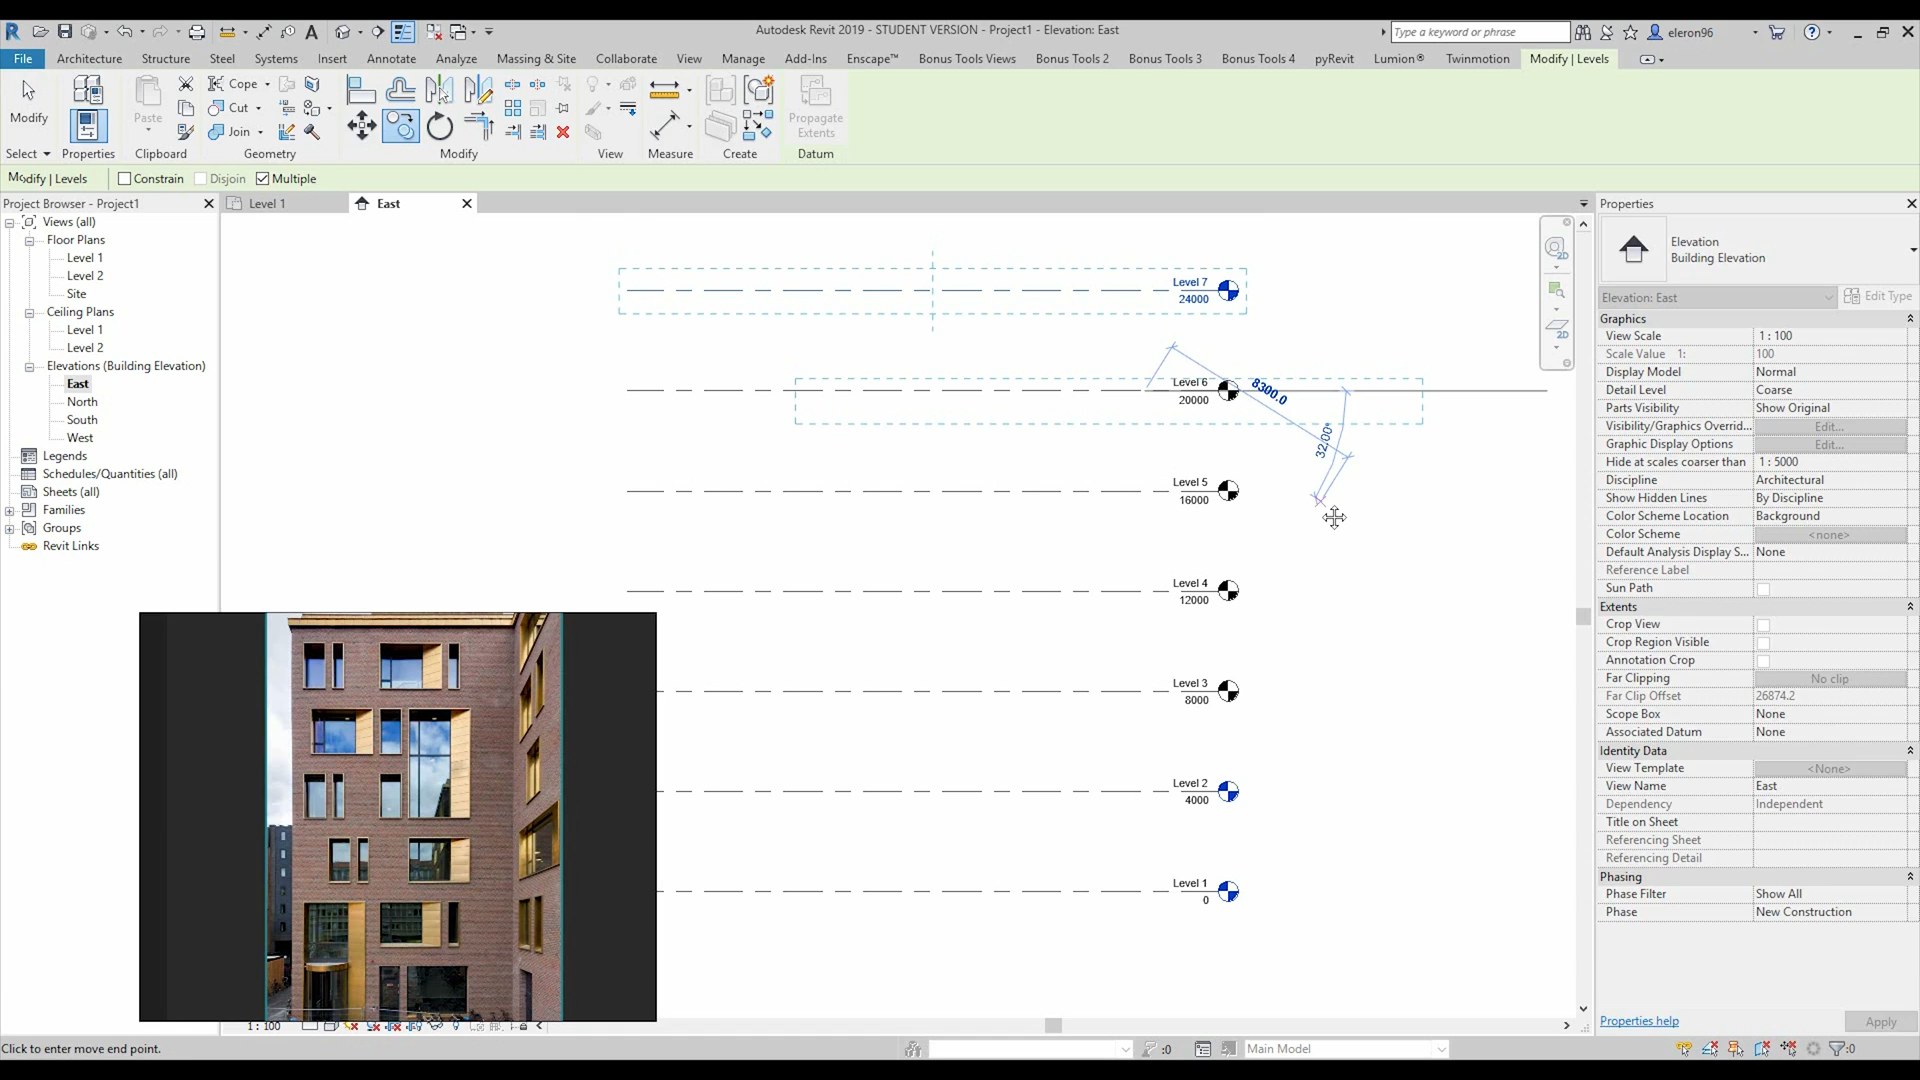 Autodesk Revit 2019 - STUDENT VERSION - Project1 - Elevation: East
Type a keyword or phrase
eleron96
File
Architecture
Structure
Steel
Systems
Insert
Annotate
Analyze
Massing & Site
Collaborate
View
Manage
Add-Ins
Enscape™
Bonus Tools Views
Bonus Tools 2
Bonus Tools 3
Bonus Tools 4
pyRevit
Lumion®
Twinmotion
Modify | Levels
Modify
Paste
Cope
Cut
Join
Propagate
Extents
Select
Properties
Clipboard
Geometry
Modify
View
Measure
Create
Datum
Modify | Levels
Constrain
Disjoin
Multiple
Project Browser - Project1
Views (all)
Floor Plans
Level 1
Level 2
Site
Ceiling Plans
Level 1
Level 2
Elevations (Building Elevation)
East
North
South
West
Legends
Schedules/Quantities (all)
Sheets (all)
Families
Groups
Revit Links
Level 1
East
Level 7
24000
Level 6
20000
8300.0
32.00°
Level 5
16000
Level 4
12000
Level 3
8000
Level 2
4000
Level 1
0
2D
2D
Properties
Elevation
Building Elevation
Elevation: East
Edit Type
Graphics
View Scale 1 : 100
Scale Value 1: 100
Display Model Normal
Detail Level Coarse
Parts Visibility Show Original
Visibility/Graphics Overrid... Edit...
Graphic Display Options Edit...
Hide at scales coarser than 1 : 5000
Discipline Architectural
Show Hidden Lines By Discipline
Color Scheme Location Background
Color Scheme <none>
Default Analysis Display S... None
Reference Label
Sun Path
Extents
Crop View
Crop Region Visible
Annotation Crop
Far Clipping No clip
Far Clip Offset 26874.2
Scope Box None
Associated Datum None
Identity Data
View Template <None>
View Name East
Dependency Independent
Title on Sheet
Referencing Sheet
Referencing Detail
Phasing
Phase Filter Show All
Phase New Construction
Properties help
Apply
1 : 100
Click to enter move end point.
:0
Main Model
:0